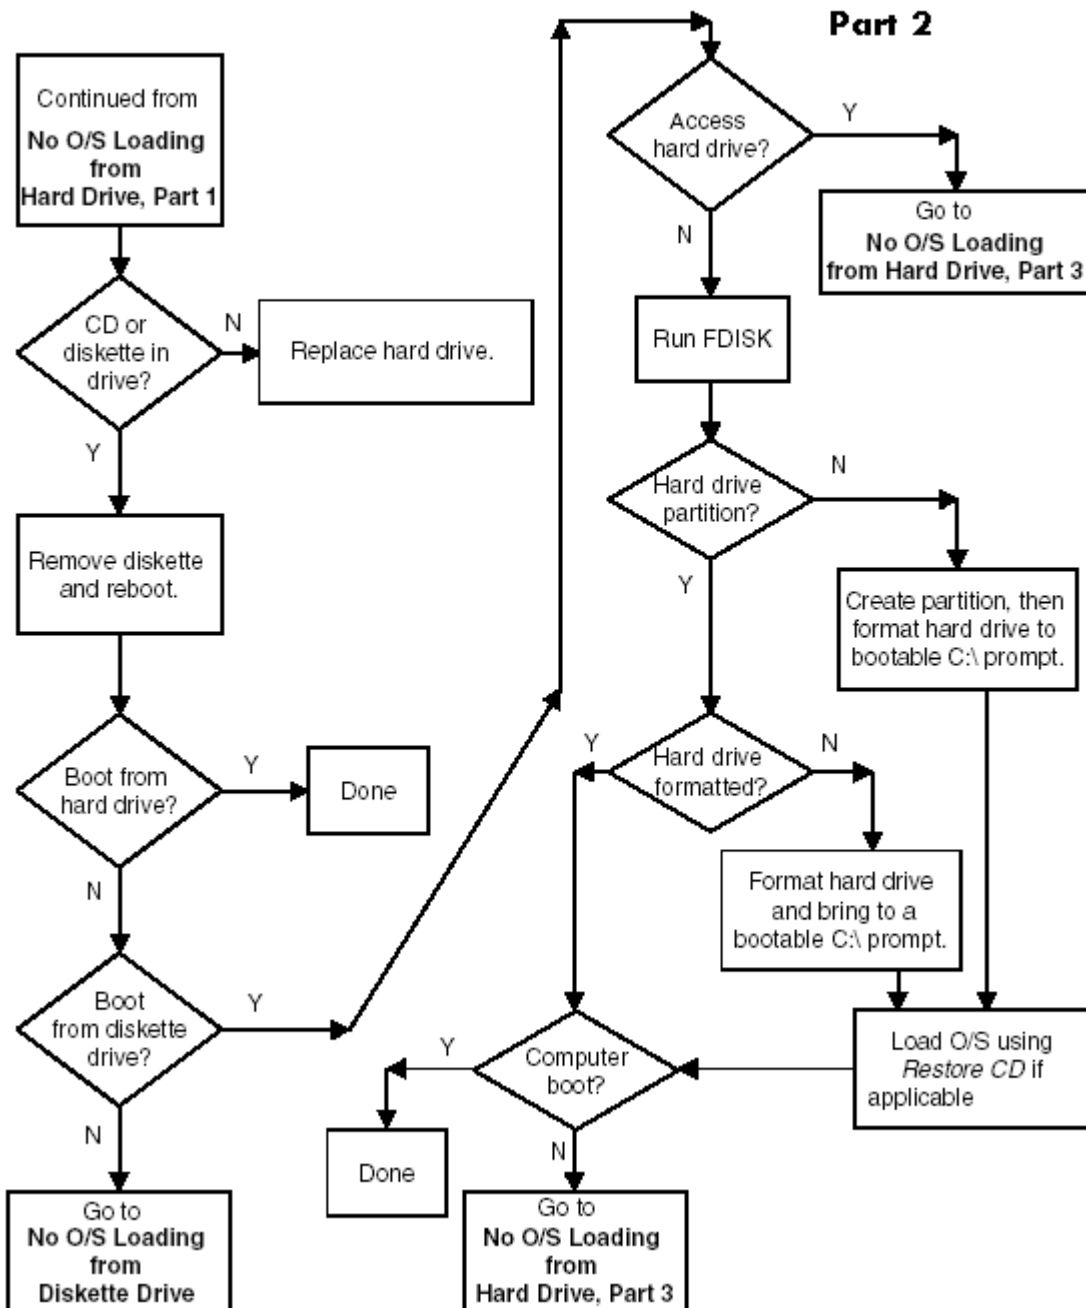 Part 2
Continued from
No O/S Loading
from
Hard Drive, Part 1
CD or
diskette in
drive?
N
Replace hard drive.
Y
Remove diskette
and reboot.
Boot from
hard drive?
Y
Done
N
Boot
from diskette
drive?
Y
N
Go to
No O/S Loading
from
Diskette Drive
Access
hard drive?
Y
Go to
No O/S Loading
from Hard Drive, Part 3
N
Run FDISK
Hard drive
partition?
N
Create partition, then
format hard drive to
bootable C:\ prompt.
Y
Hard drive
formatted?
Y
N
Format hard drive
and bring to a
bootable C:\ prompt.
Load O/S using
Restore CD if
applicable
Computer
boot?
Y
Done
N
Go to
No O/S Loading
from
Hard Drive, Part 3